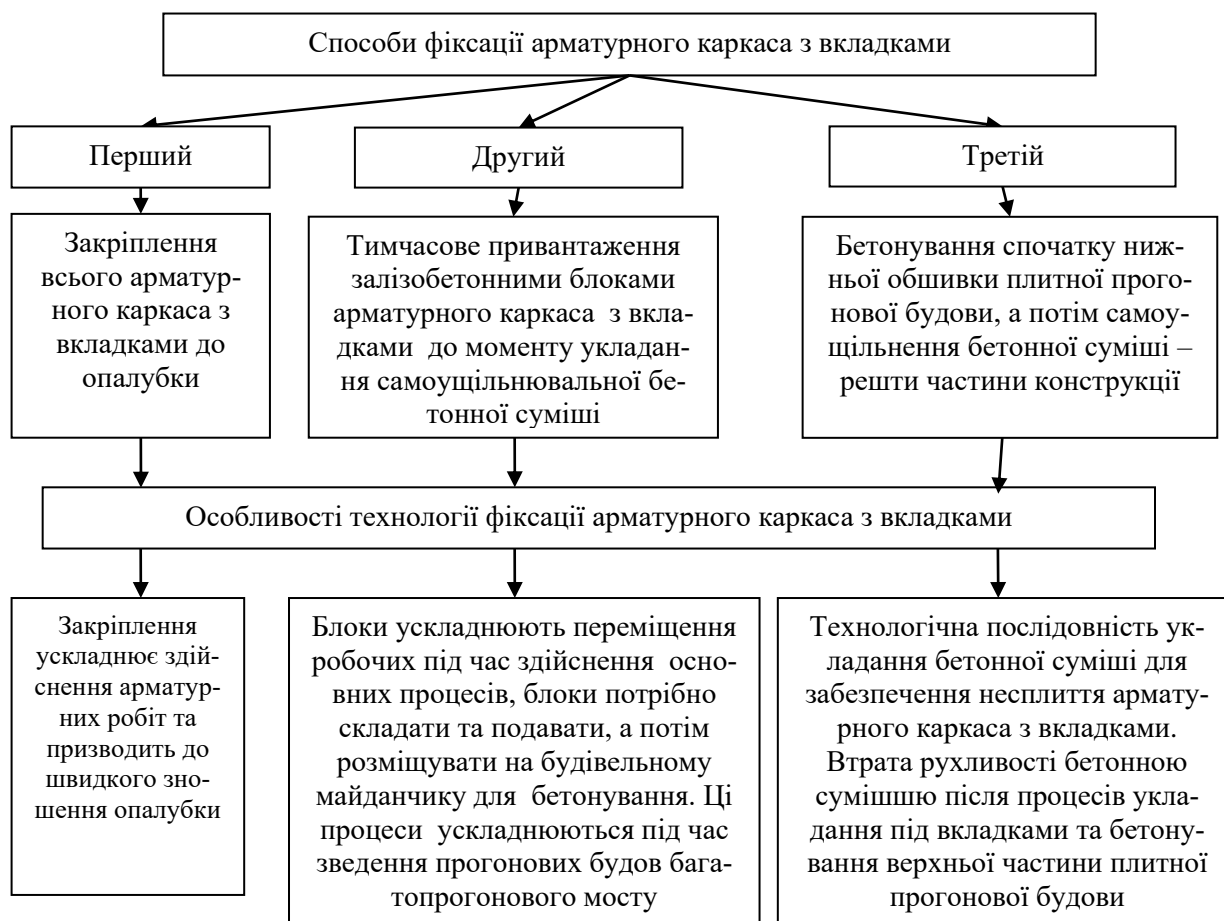 Способи фіксації арматурного каркаса з вкладками
Перший
Другий
Третій
Закріплення
всього арматур-
ного каркаса з
вкладками до
опалубки
Тимчасове привантаження
залізобетонними блоками
арматурного каркаса з вкла-
дками до моменту укладан-
ня самоущільнювальної бе-
тонної суміші
Бетонування спочатку ниж-
ньої обшивки плитної прого-
нової будови, а потім самоу-
щільнення бетонної суміші –
решти частини конструкції
Особливості технології фіксації арматурного каркаса з вкладками
Закріплення
ускладнює здій-
снення арматур-
них робіт та
призводить до
швидкого зно-
шення опалубки
Блоки ускладнюють переміщення
робочих під час здійснення осно-
вних процесів, блоки потрібно
складати та подавати, а потім
розміщувати на будівельному
майданчику для бетонування. Ці
процеси ускладнюються під час
зведення прогонових будов бага-
топрогонового мосту
Технологічна послідовність ук-
ладання бетонної суміші для
забезпечення несплиття армату-
рного каркаса з вкладками.
Втрата рухливості бетонною
сумішшю після процесів укла-
дання під вкладками та бетону-
вання верхньої частини плитної
прогонової будови